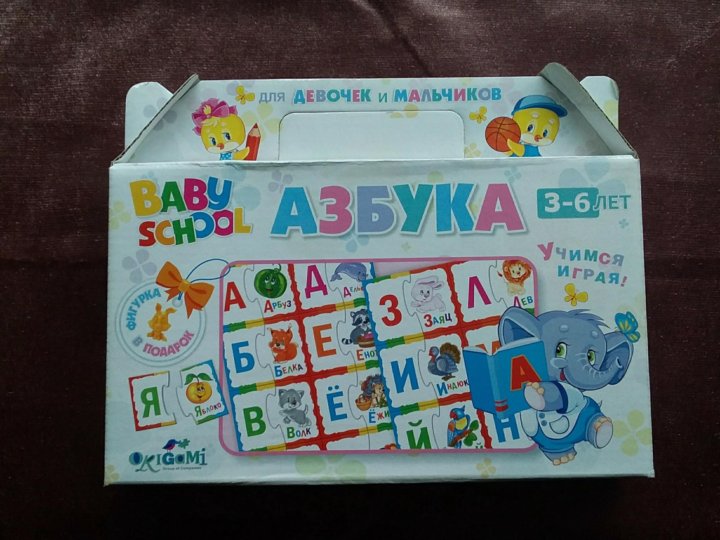 для ДЕВОЧЕК и МАЛЬЧИКОВ
BABY
SCHOOL
АЗБУКА
3-6 ЛЕТ
Учимся
играя!
ФИГУРКА
В ПОДАРОК
А
Арбуз
Д
З
Заяц
Л
Лев
Б
Белка
Е
Енот
И
Индюк
Я
Яблоко
В
Волк
Ё
Й
Н
А
ORIGAMI